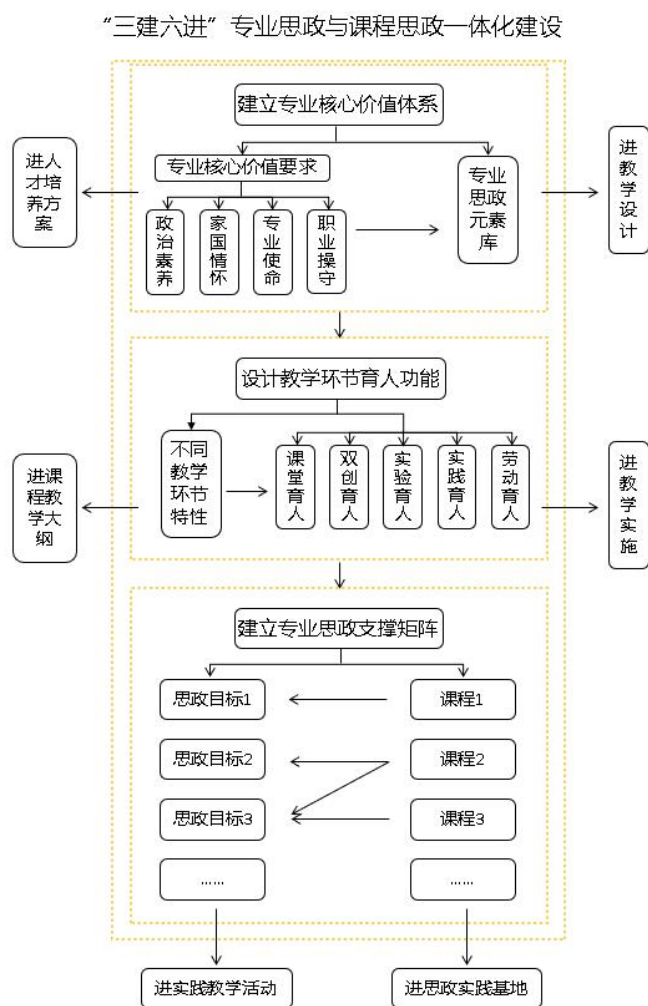 “三建六进”专业思政与课程思政一体化建设
建立专业核心价值体系
进人
才培
养方
案
专业核心价值要求
政治素养
家国情怀
专业使命
职业操守
专业
思政
元素
库
进教学设计
设计教学环节育人功能
进课
程教
学大
纲
不同
教学
环节
特性
课堂育人
双创育人
实验育人
实践育人
劳动育人
进教学实施
建立专业思政支撑矩阵
思政目标1
课程1
思政目标2
课程2
思政目标3
课程3
......
......
进实践教学活动
进思政实践基地